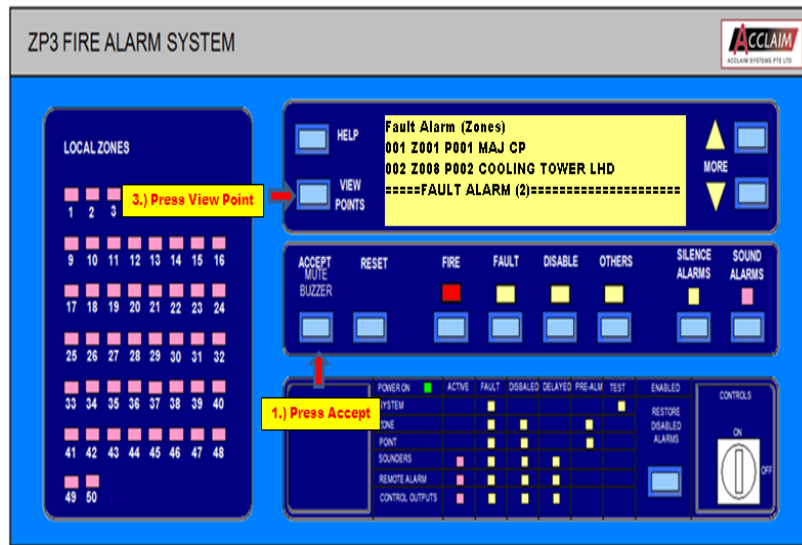 ZP3 FIRE ALARM SYSTEM
ACCLAIM
ACCLAIM SYSTEMS PTE LTD
LOCAL ZONES
1 2 3
9 10 11 12 13 14 15 16
17 18 19 20 21 22 23 24
25 26 27 28 29 30 31 32
33 34 35 36 37 38 39 40
41 42 43 44 45 46 47 48
49 50
3.) Press View Point
HELP
VIEW
POINTS
Fault Alarm (Zones)
001 Z001 P001 MAJ CP
002 Z008 P002 COOLING TOWER LHD
=====FAULT ALARM (2)======================
MORE
ACCEPT
MUTE
BUZZER
RESET
FIRE
FAULT
DISABLE
OTHERS
SILENCE
ALARMS
SOUND
ALARMS
1.) Press Accept
POWER ON ACTIVE FAULT DISBALED DELAYED PRE-ALM TEST ENABLED
SYSTEM
ZONE
PONT
SOUNDERS
REMOTE ALARM
CONTROL OUTPUTS
RESTORE
DISABLED
ALARMS
CONTROLS
ON
OFF